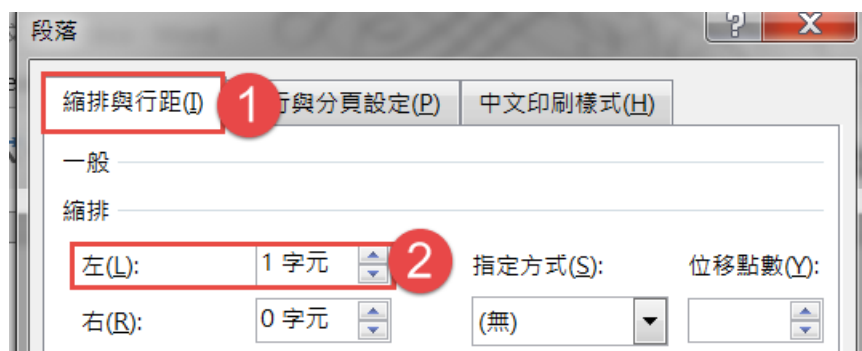 段落
縮排與行距(I) 1 行與分頁設定(P) 中文印刷樣式(H)
一般
縮排
左(L): 1 字元 2 指定方式(S): 位移點數(Y):
右(R): 0 字元 (無)